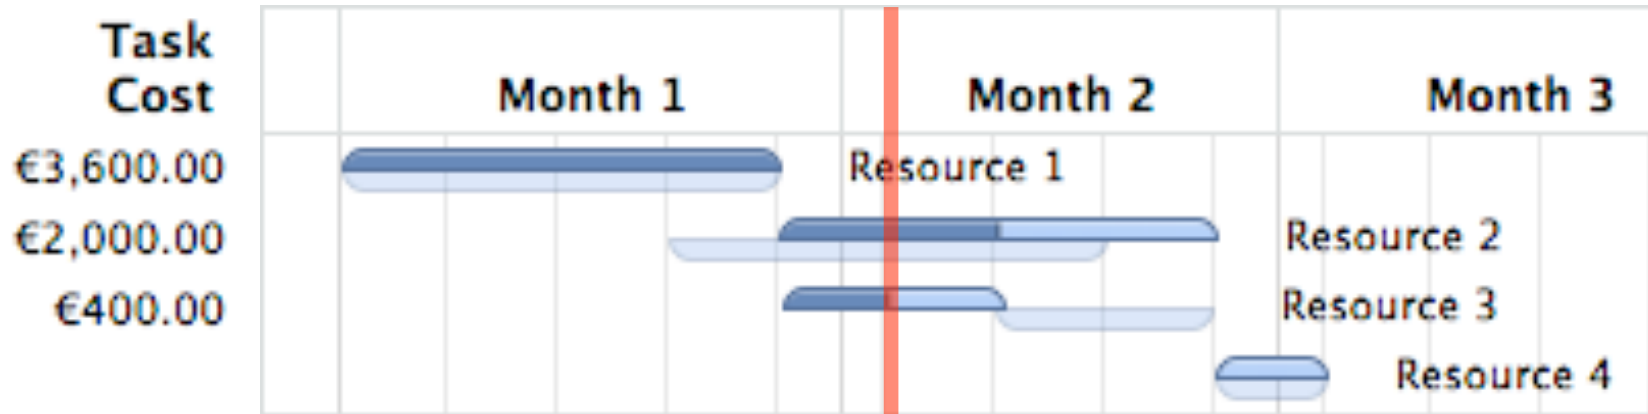 Task
Cost
Month 1
Month 2
Month 3
€3,600.00
Resource 1
€2,000.00
Resource 2
€400.00
Resource 3
Resource 4